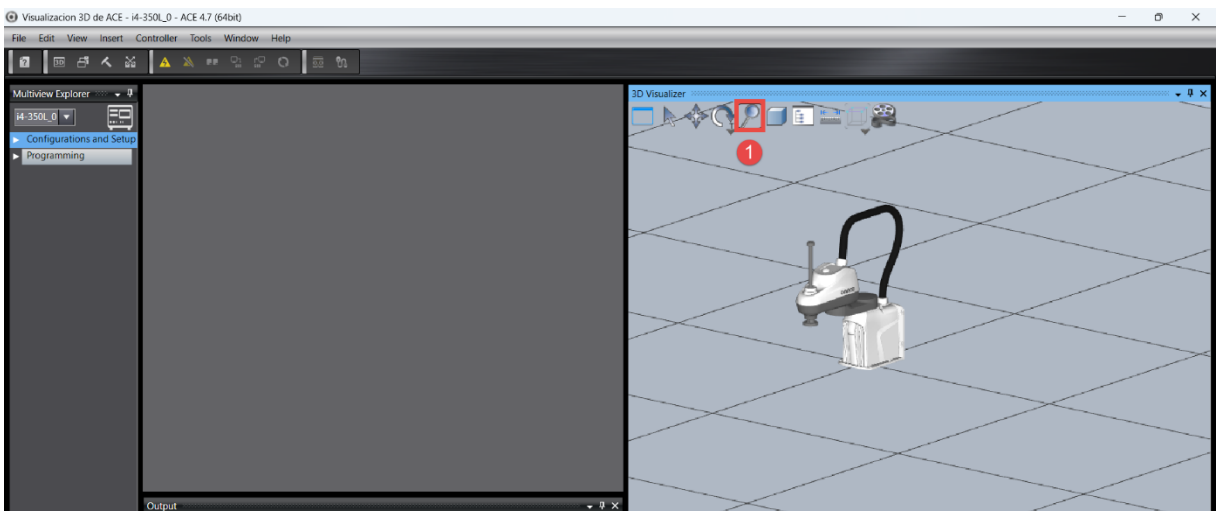 Visualizacion 3D de ACE - i4-350L_0 - ACE 4.7 (64bit)
File Edit View Insert Controller Tools Window Help
Multiview Explorer
3D Visualizer
i4-350L_0
1
Configurations and Setup
Programming
Output